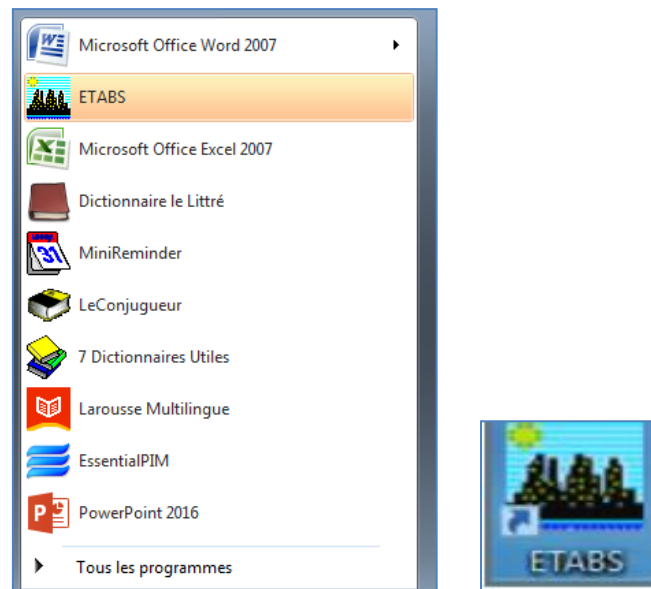 Microsoft Office Word 2007
ETABS
Microsoft Office Excel 2007
Dictionnaire le Littré
31
MiniReminder
LeConjugueur
7 Dictionnaires Utiles
Larousse Multilingue
EssentialPIM
PowerPoint 2016
Tous les programmes
ETABS